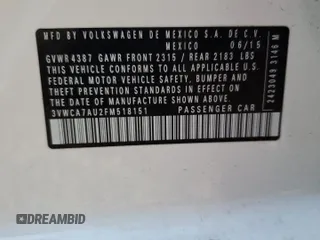 MFD BY VOLKSWAGEN DE MEXICO S.A. DE C.V.
MEXICO 06/15
GVWR 4387 GAWR FRONT 2315 / REAR 2183 LBS
THIS VEHICLE CONFORMS TO ALL APPLICABLE
FEDERAL MOTOR VEHICLE SAFETY, BUMPER AND
THEFT PREVENTION STANDARDS IN EFFECT ON
THE DATE OF MANUFACTURE SHOWN ABOVE.
3VWCA7AU2FM518151 PASSENGER CAR
2423049 3146 M
DREAMBID